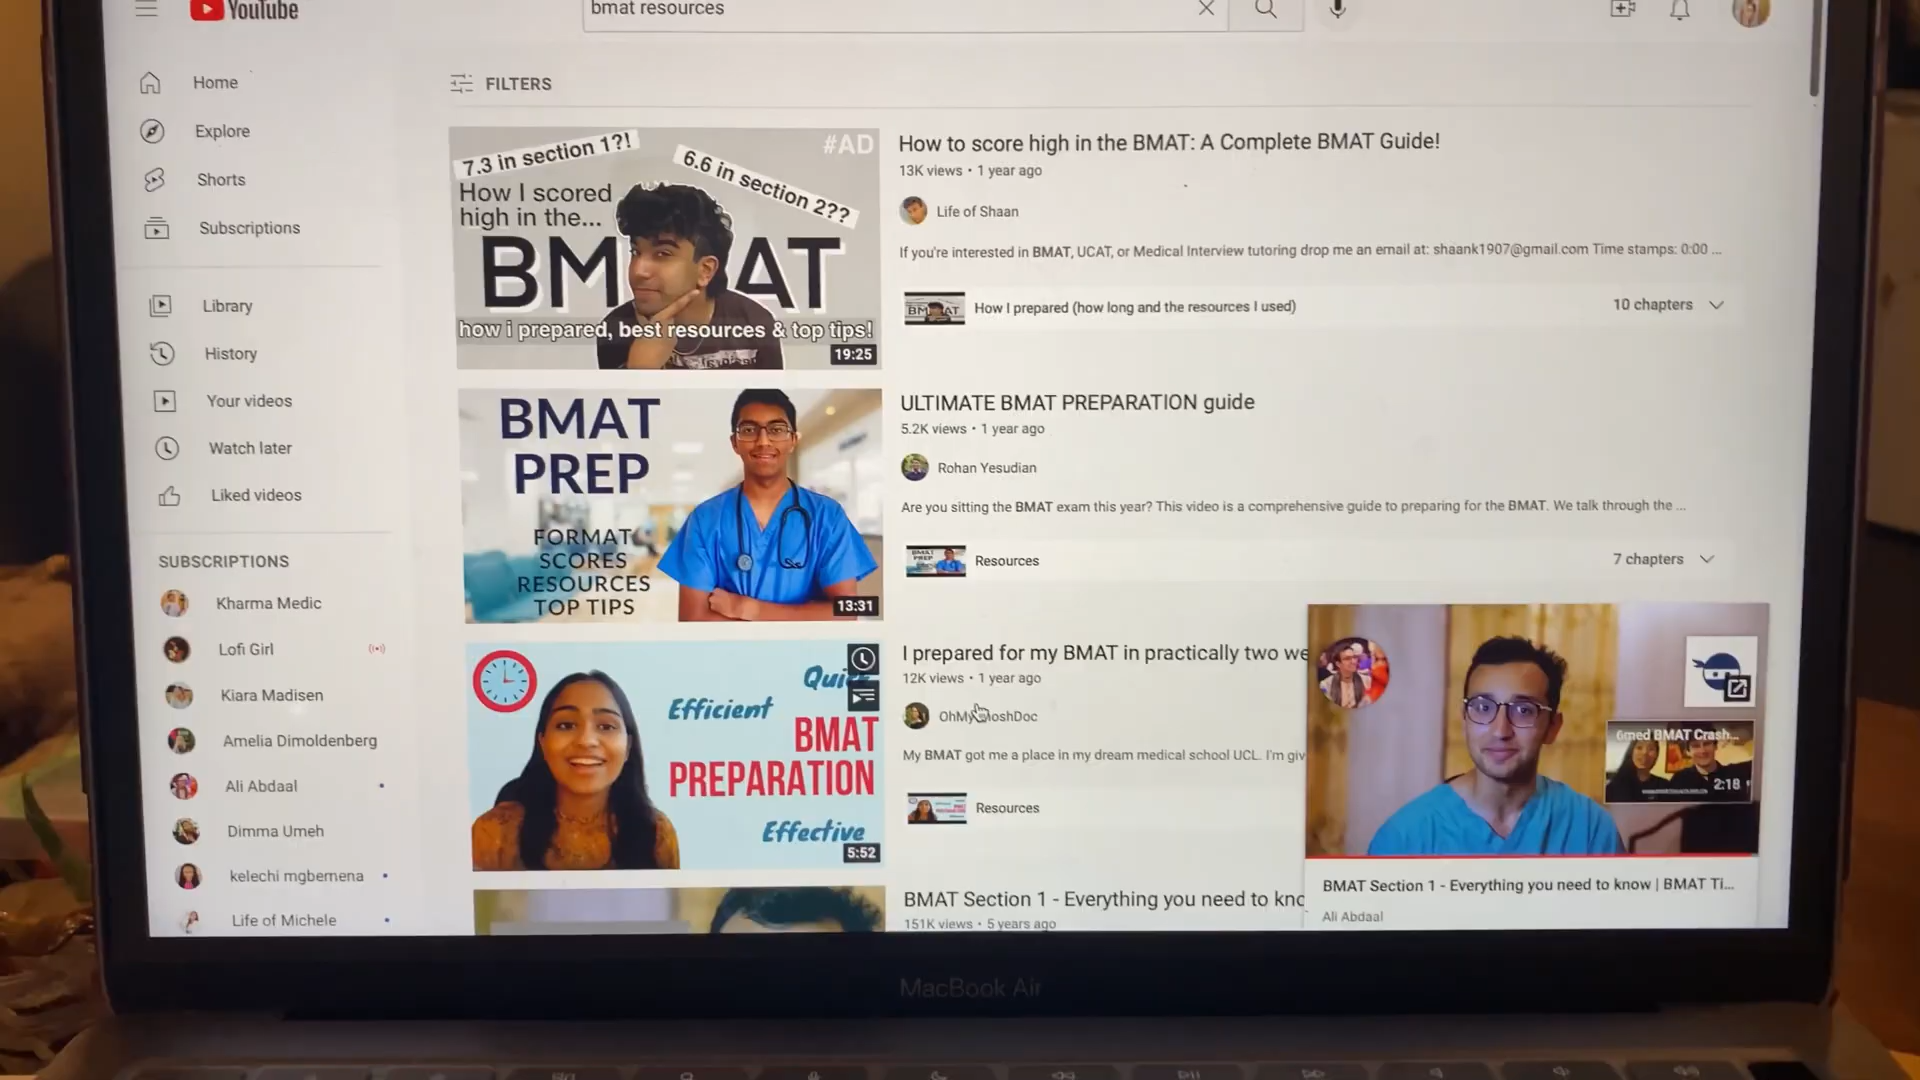 YouTube
bmat resources
Home
Explore
Shorts
Subscriptions
Library
History
Your videos
Watch later
Liked videos
SUBSCRIPTIONS
Kharma Medic
Lofi Girl
Kiara Madisen
Amelia Dimoldenberg
Ali Abdaal
Dimma Umeh
kelechi mgbemena
Life of Michele
FILTERS
7.3 in section 1?!
#AD
6.6 in section 2??
How I scored
high in the...
BMAT
how i prepared, best resources & top tips!
19:25
How to score high in the BMAT: A Complete BMAT Guide!
13K views • 1 year ago
Life of Shaan
If you're interested in BMAT, UCAT, or Medical Interview tutoring drop me an email at: shaank1907@gmail.com Time stamps: 0:00 ...
How I prepared (how long and the resources I used)
10 chapters
BMAT
PREP
FORMAT
SCORES
RESOURCES
TOP TIPS
13:31
ULTIMATE BMAT PREPARATION guide
5.2K views • 1 year ago
Rohan Yesudian
Are you sitting the BMAT exam this year? This video is a comprehensive guide to preparing for the BMAT. We talk through the ...
Resources
7 chapters
Efficient
BMAT
PREPARATION
Effective
5:52
I prepared for my BMAT in practically two we
12K views • 1 year ago
My BMAT got me a place in my dream medical school UCL. I'm giv
Resources
BMAT Section 1 - Everything you need to kno
151K views • 5 years ago
6med BMAT Crash...
2:18
BMAT Section 1 - Everything you need to know | BMAT Ti...
Ali Abdaal
MacBook Air